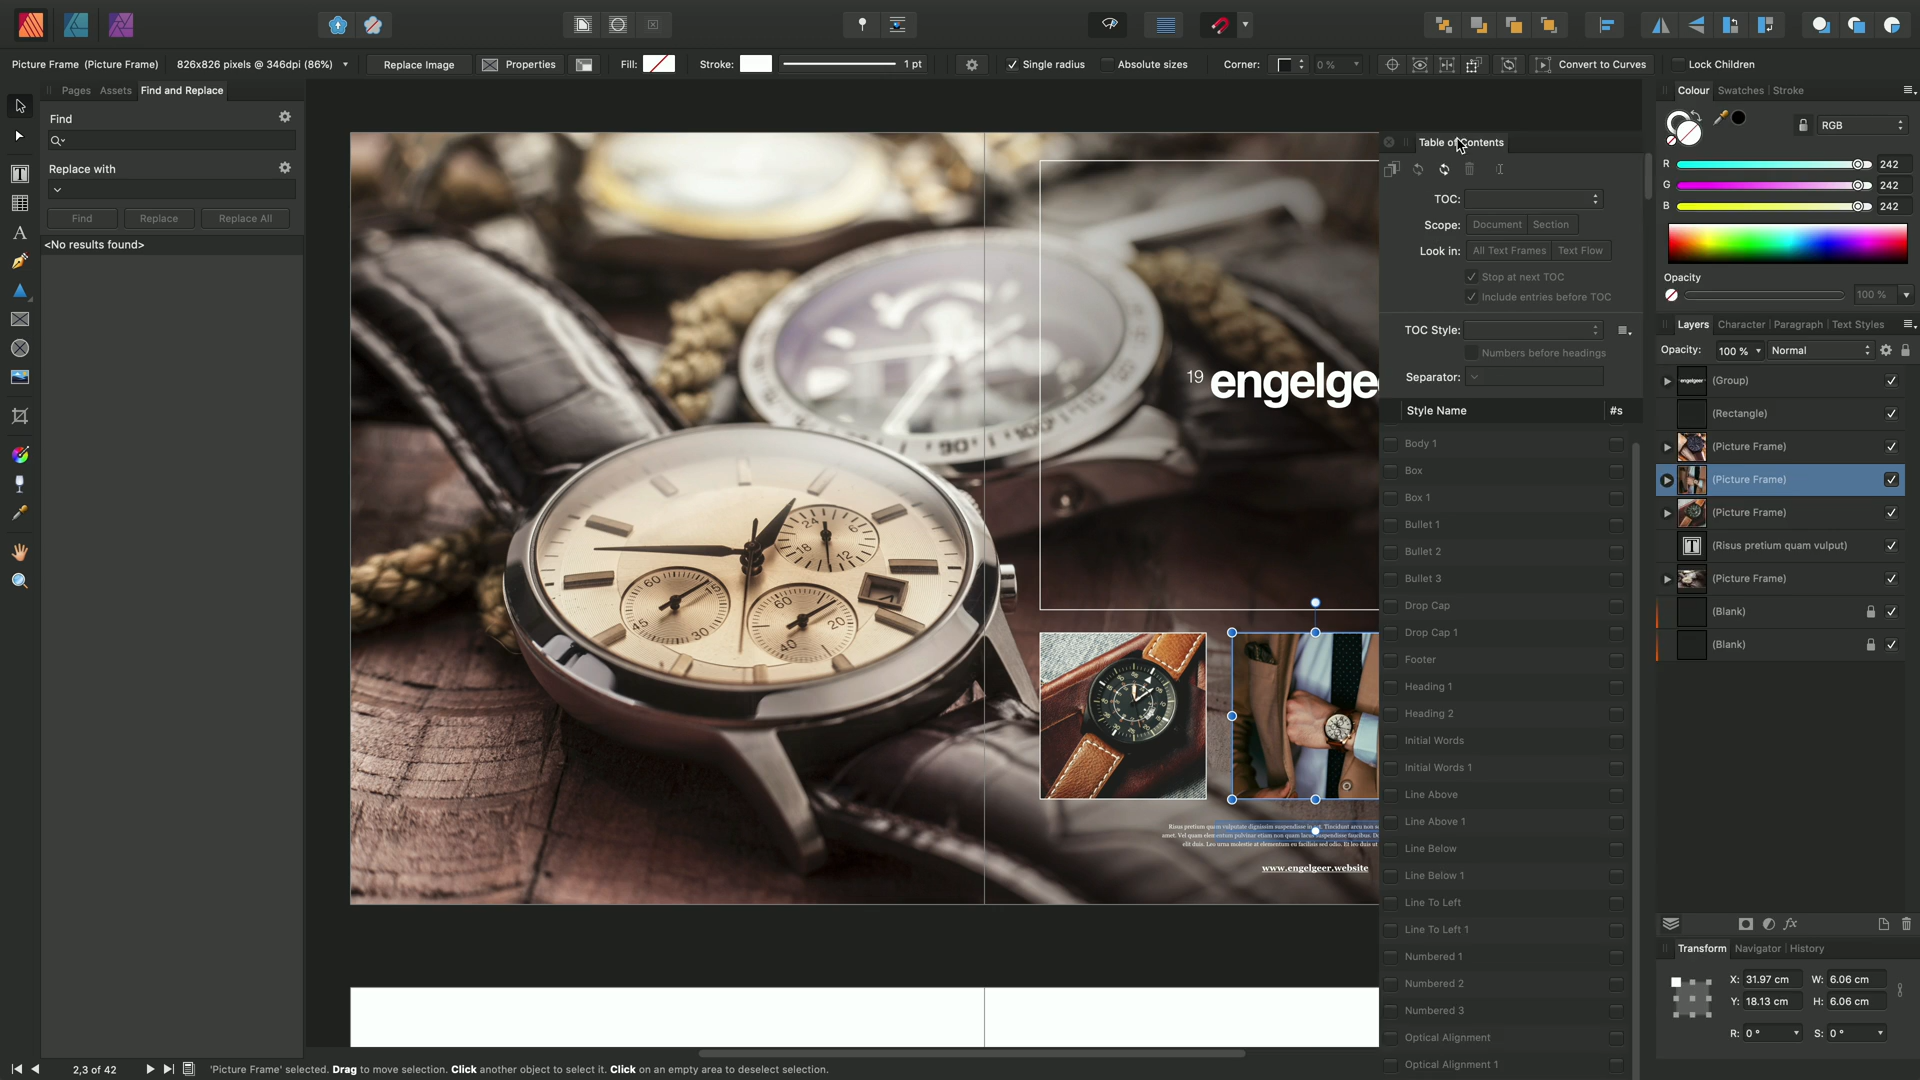 Picture Frame (Picture Frame)
826x826 pixels @ 346dpi (86%)
Replace Image
Properties
Fill:
Stroke:
1 pt
Single radius
Absolute sizes
Corner:
0 %
Convert to Curves
Lock Children
Pages
Assets
Find and Replace
Find
Replace with
Find
Replace
Replace All
<No results found>
19 engelgee
www.engelgeer.website
Table of Contents
TOC:
Scope:
Document
Section
Look in:
All Text Frames
Text Flow
Stop at next TOC
Include entries before TOC
TOC Style:
Numbers before headings
Separator:
Style Name
#s
Body 1
Box
Box 1
Bullet 1
Bullet 2
Bullet 3
Drop Cap
Drop Cap 1
Footer
Heading 1
Heading 2
Initial Words
Initial Words 1
Line Above
Line Above 1
Line Below
Line Below 1
Line To Left
Line To Left 1
Numbered 1
Numbered 2
Numbered 3
Optical Alignment
Optical Alignment 1
Colour
Swatches
Stroke
RGB
R
242
G
242
B
242
Opacity
100 %
Layers
Character
Paragraph
Text Styles
Opacity:
100 %
Normal
(Group)
(Rectangle)
(Picture Frame)
(Picture Frame)
(Picture Frame)
(Risus pretium quam vulput)
(Picture Frame)
(Blank)
(Blank)
Transform
Navigator
History
X: 31.97 cm
W: 6.06 cm
Y: 18.13 cm
H: 6.06 cm
R: 0 °
S: 0 °
2,3 of 42
'Picture Frame' selected. Drag to move selection. Click another object to select it. Click on an empty area to deselect selection.